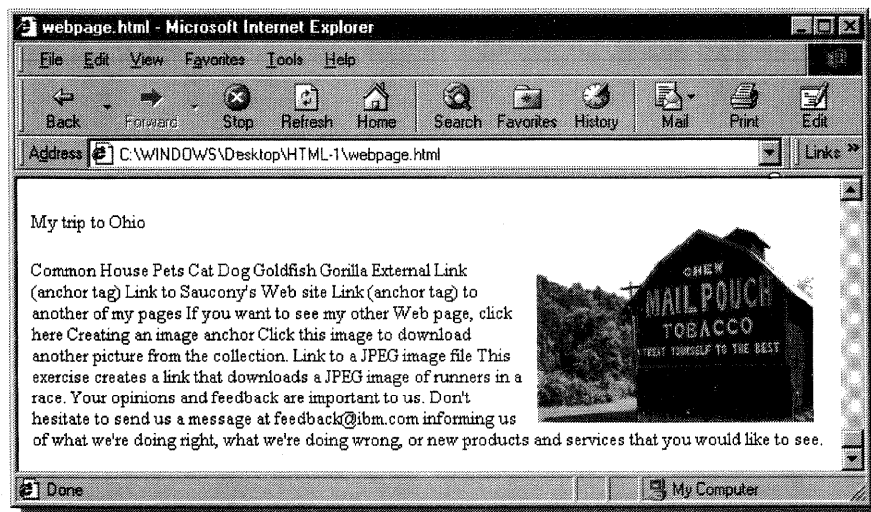 webpage.html - Microsoft Internet Explorer
File Edit View Favorites Tools Help
Back Forward Stop Refresh Home Search Favorites History Mail Print Edit
Address C:\WINDOWS\Desktop\HTML-1\webpage.html Links »
My trip to Ohio
Common House Pets Cat Dog Goldfish Gorilla External Link
(anchor tag) Link to Saucony's Web site Link (anchor tag) to
another of my pages If you want to see my other Web page, click
here Creating an image anchor Click this image to download
another picture from the collection. Link to a JPEG image file This
exercise creates a link that downloads a JPEG image of runners in a
race. Your opinions and feedback are important to us. Don't
hesitate to send us a message at feedback@ibm.com informing us
of what we're doing right, what we're doing wrong, or new products and services that you would like to see.
CHEW
MAIL POUCH
TOBACCO
TREAT YOURSELF TO THE BEST
Done My Computer